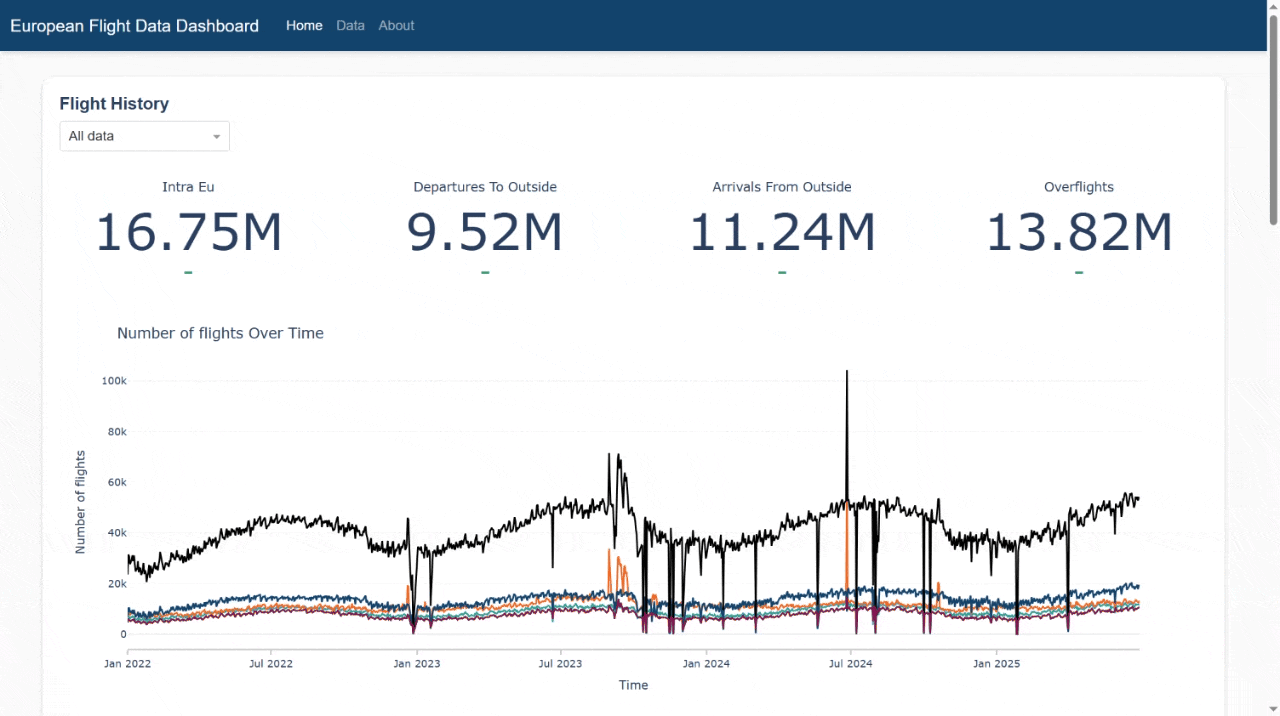 European Flight Data Dashboard Home Data About
Flight History
All data
Intra Eu Departures To Outside Arrivals From Outside Overflights
16.75M 9.52M 11.24M 13.82M
- - - -
Number of flights Over Time
100k
80k
60k
40k
20k
0
Number of flights
Jan 2022 Jul 2022 Jan 2023 Jul 2023 Jan 2024 Jul 2024 Jan 2025
Time